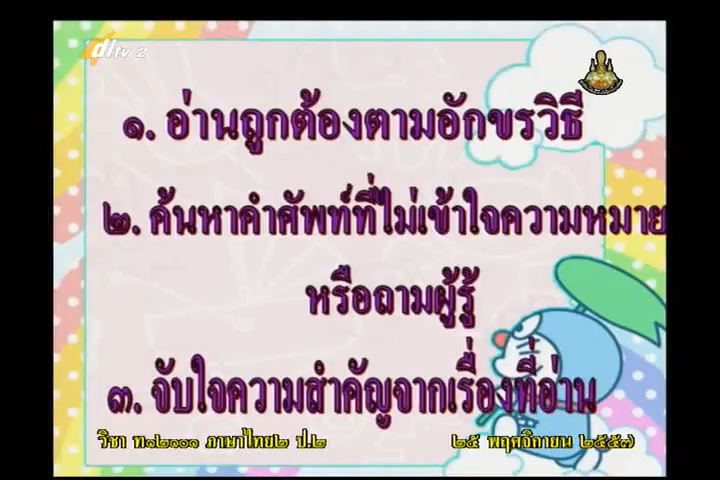 dltv 2
๑. อ่านถูกต้องตามอักขรวิธี
๒. ค้นหาคำศัพท์ที่ไม่เข้าใจความหมาย
หรือถามผู้รู้
๓. จับใจความสำคัญจากเรื่องที่อ่าน
วิชา ท๑๒๑๐๑ ภาษาไทย๒ ป.๒
๒๕ พฤศจิกายน ๒๕๕๗